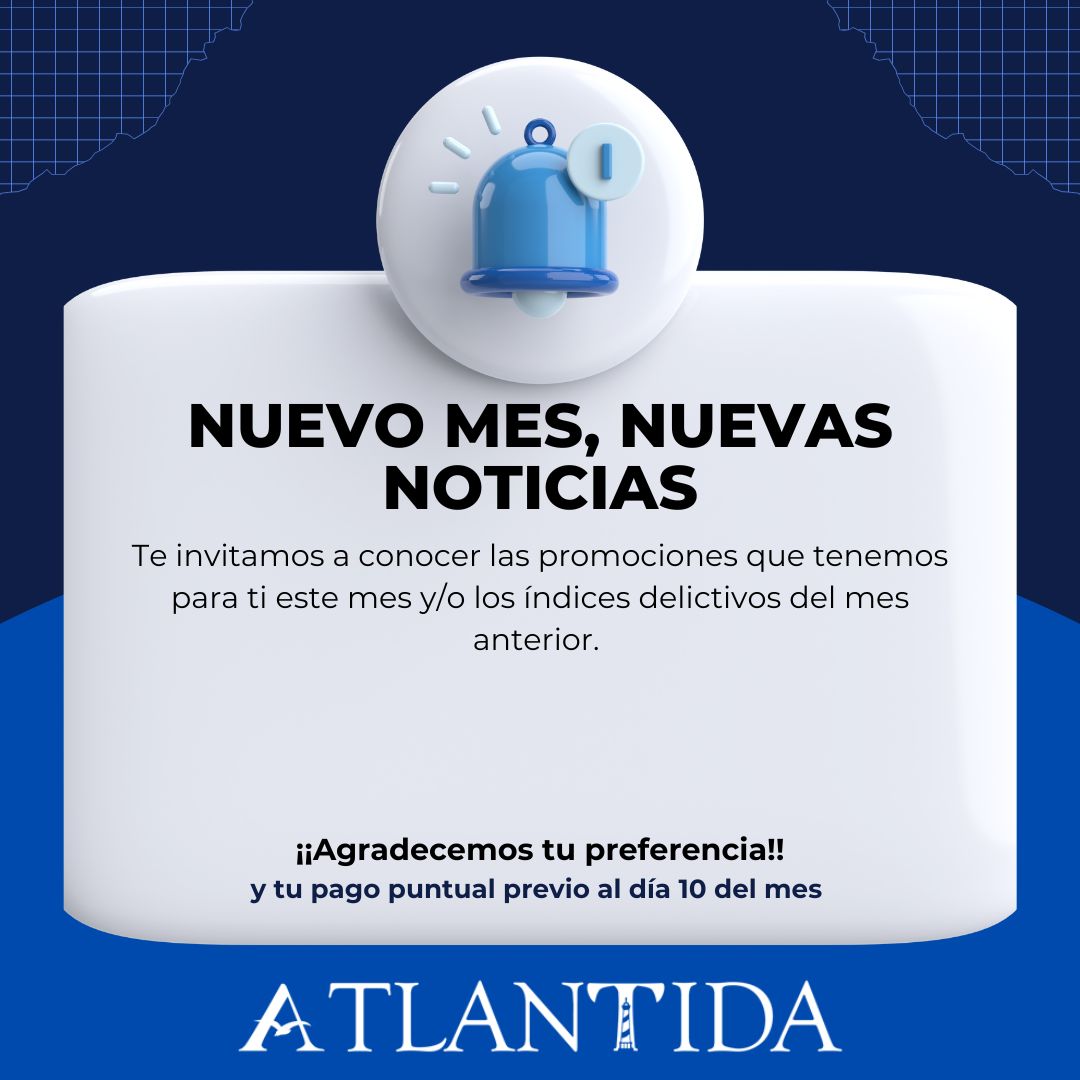 NUEVO MES, NUEVAS
NOTICIAS
Te invitamos a conocer las promociones que tenemos
para ti este mes y/o los índices delictivos del mes
anterior.
¡¡Agradecemos tu preferencia!!
y tu pago puntual previo al día 10 del mes
ATLANTIDA